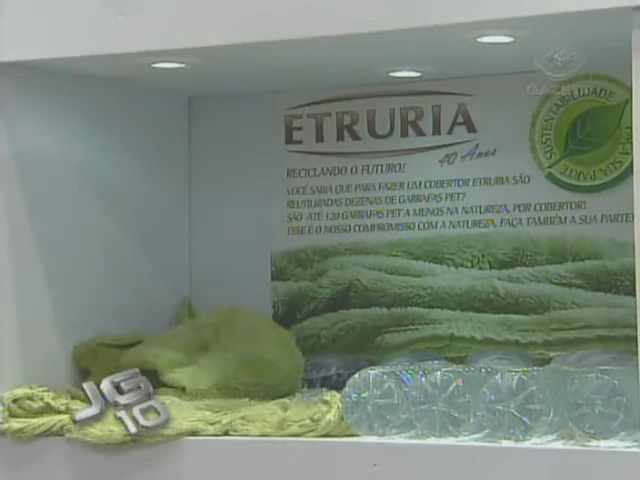 ETRURIA
40 Anos
RECICLANDO O FUTURO!
VOCÊ SABIA QUE PARA FAZER UM COBERTOR ETRURIA SÃO
REUTILIZADAS DEZENAS DE GARRAFAS PET?
SÃO ATÉ 120 GARRAFAS PET A MENOS NA NATUREZA, POR COBERTOR!
ESSE É O NOSSO COMPROMISSO COM A NATUREZA. FAÇA TAMBÉM A SUA PARTE!
SUSTENTABILIDADE
SUA PARTE
JG
10